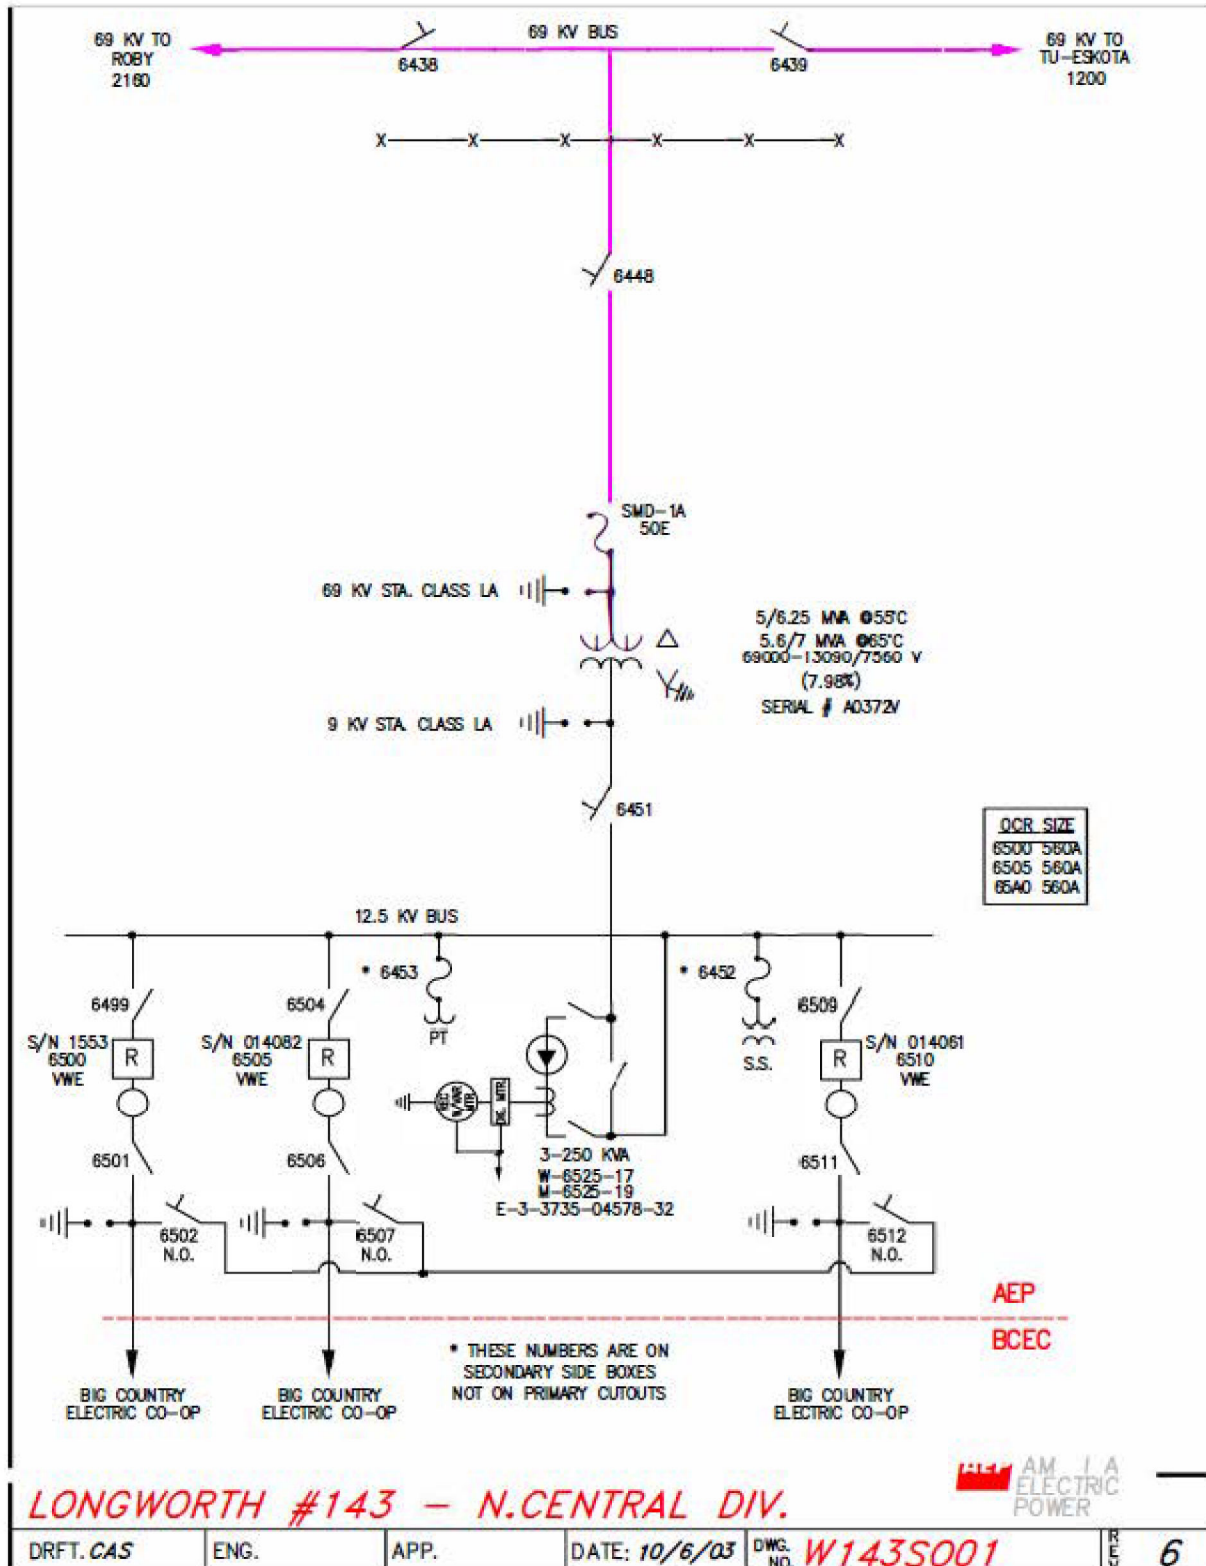 69 KV TO
ROBY
2160
69 KV BUS
6438
6439
69 KV TO
TU-ESKOTA
1200
X X X X X X
6448
SMD-1A
50E
69 KV STA. CLASS LA
5/6.25 MVA @55°C
5.6/7 MVA @65°C
69000-13090/7560 V
(7.98%)
SERIAL # A0372V
9 KV STA. CLASS LA
6451
OCR SIZE
6500 560A
6505 560A
65A0 560A
12.5 KV BUS
6499
S/N 1553
6500
VWE
R
6501
6502
N.O.
6504
S/N 014082
6505
VWE
R
6506
6507
N.O.
* 6453
PT
REC
W/VAR
MTR
DIG. MTR.
3-250 KVA
W-6525-17
M-6525-19
E-3-3735-04578-32
* 6452
S.S.
6509
R
S/N 014061
6510
VWE
6511
6512
N.O.
AEP
BCEC
* THESE NUMBERS ARE ON
SECONDARY SIDE BOXES
NOT ON PRIMARY CUTOUTS
BIG COUNTRY
ELECTRIC CO-OP
BIG COUNTRY
ELECTRIC CO-OP
BIG COUNTRY
ELECTRIC CO-OP
AEP
AM I A
ELECTRIC
POWER
LONGWORTH #143 - N.CENTRAL DIV.
DRFT. CAS
ENG.
APP.
DATE: 10/6/03
DWG.
NO. W143S001
REV
6